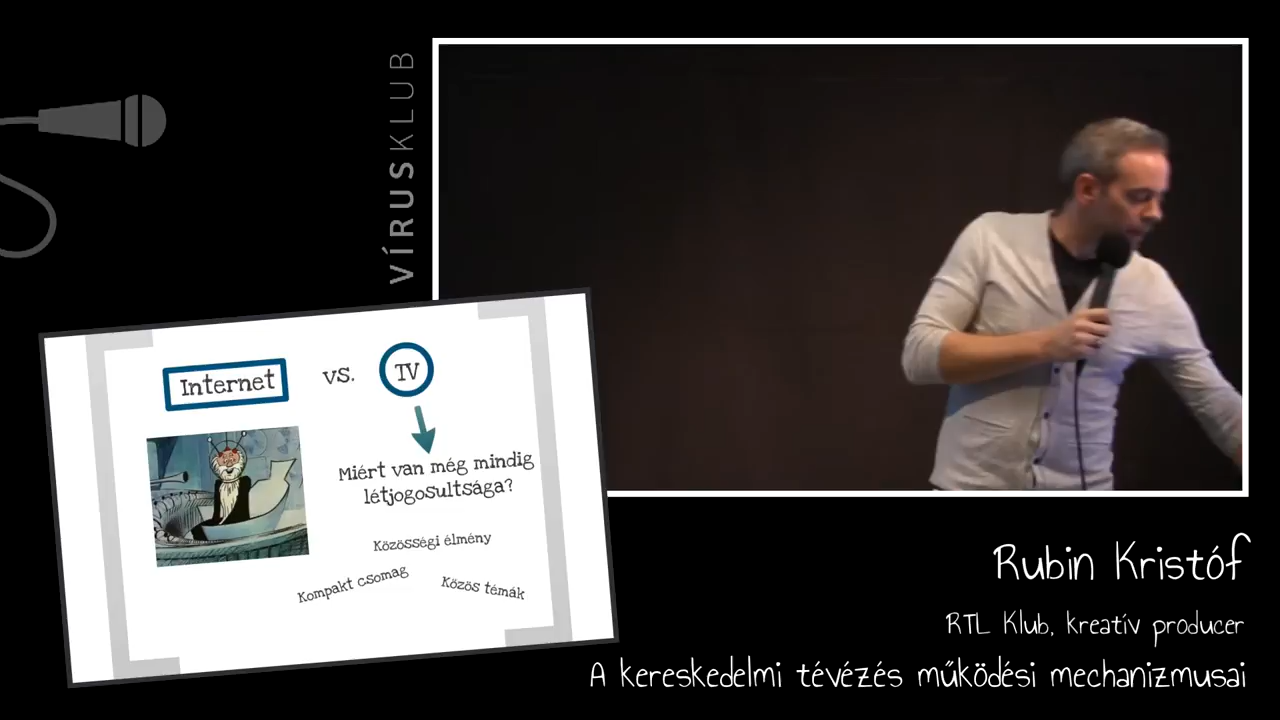 VÍRUSKLUB
Internet vs. TV
Miért van még mindig
létjogosultsága?
Közösségi élmény
Kompakt csomag
Közös témák
Rubin Kristóf
RTL Klub, kreatív producer
A kereskedelmi tévézés működési mechanizmusai